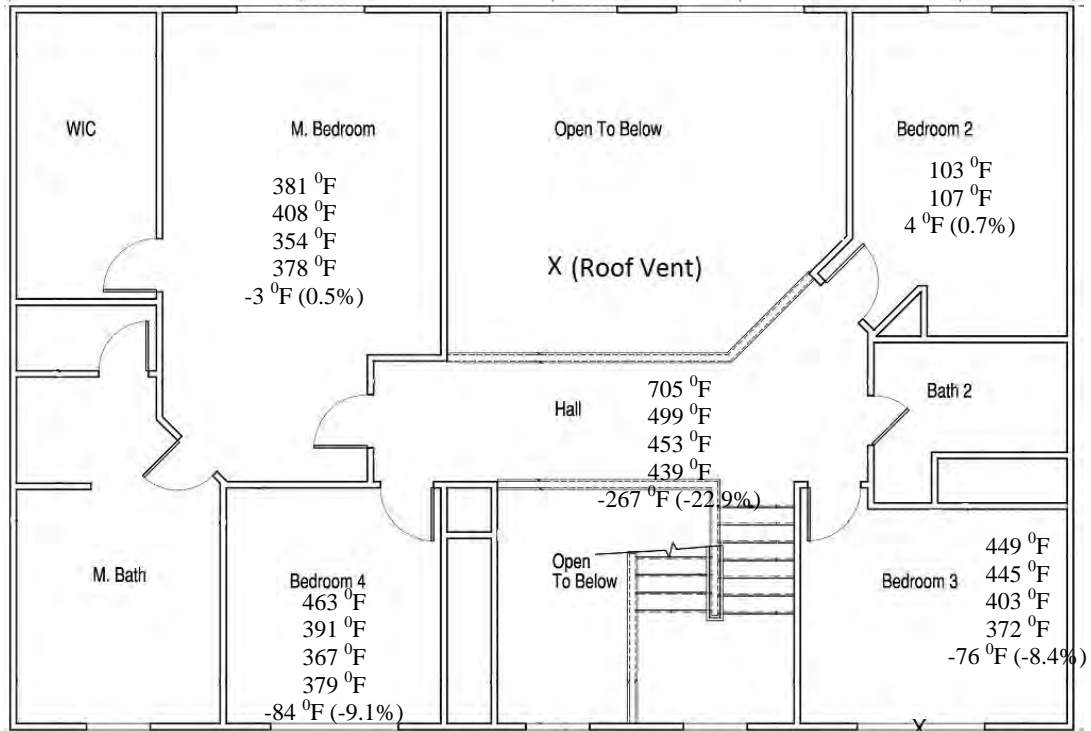 WIC
M. Bedroom
381 ⁰F
408 ⁰F
354 ⁰F
378 ⁰F
-3 ⁰F (0.5%)
Open To Below
X (Roof Vent)
Bedroom 2
103 ⁰F
107 ⁰F
4 ⁰F (0.7%)
Hall
705 ⁰F
499 ⁰F
453 ⁰F
439 ⁰F
-267 ⁰F (-22.9%)
Bath 2
M. Bath
Bedroom 4
463 ⁰F
391 ⁰F
367 ⁰F
379 ⁰F
-84 ⁰F (-9.1%)
Open
To Below
Bedroom 3
449 ⁰F
445 ⁰F
403 ⁰F
372 ⁰F
-76 ⁰F (-8.4%)
X